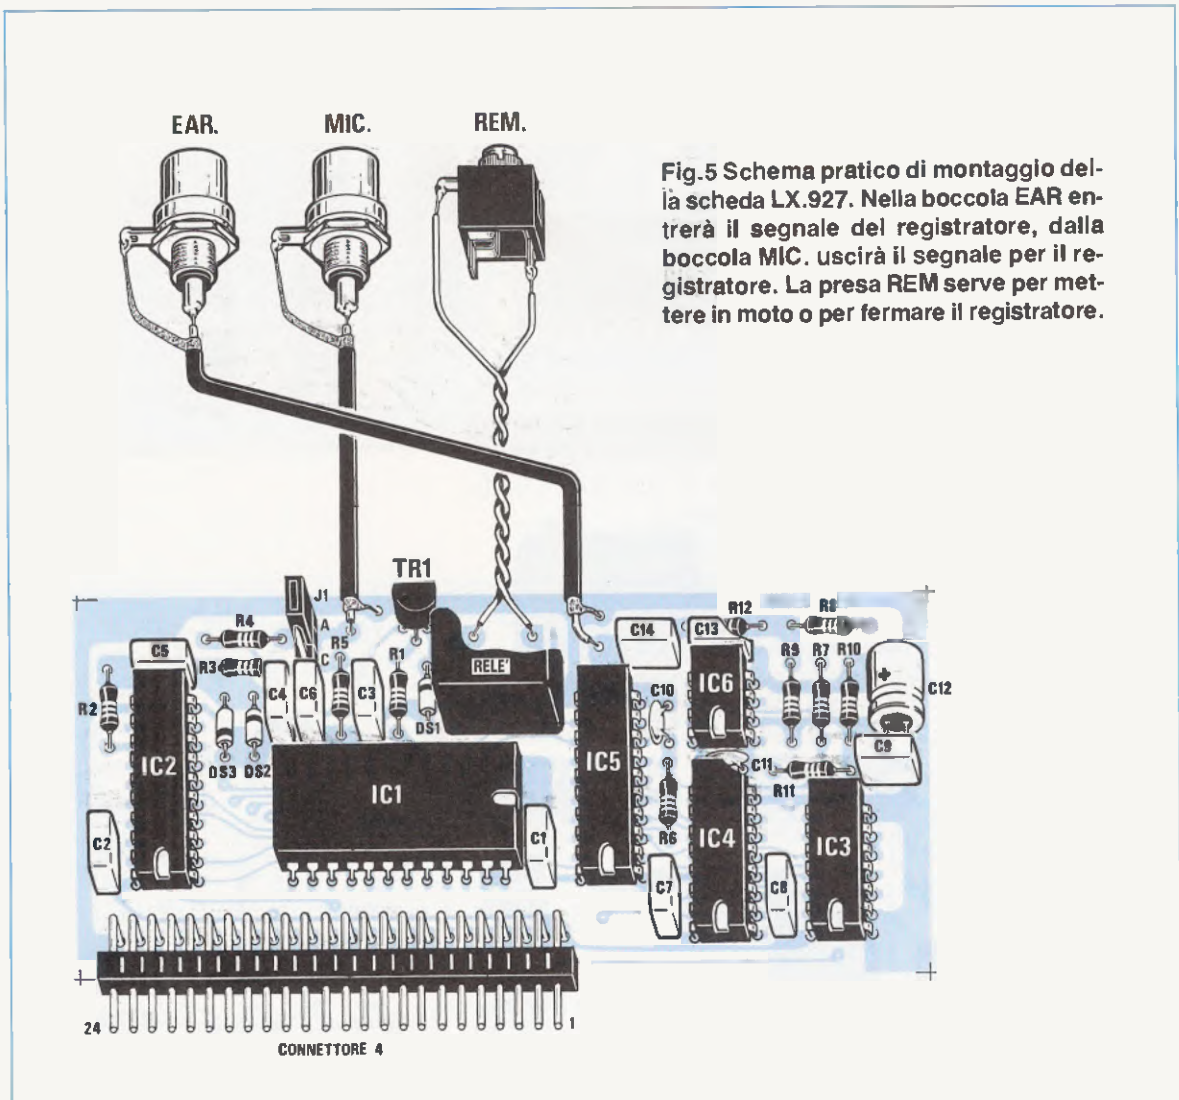 EAR. MIC. REM.
Fig.5 Schema pratico di montaggio del-
la scheda LX.927. Nella boccola EAR en-
trerà il segnale del registratore, dalla
boccola MIC. uscirà il segnale per il re-
gistratore. La presa REM serve per met-
tere in moto o per fermare il registratore.
TR1
J1
A
C
R4
R5
R3
C5
C4
C6
C3
R1
DS1
RELE'
R2
DS3
DS2
IC2
IC1
C2
C1
IC5
C14
C13
R12
R8
C10
IC6
R9
R7
R10
C12
C9
C11
R11
R6
IC4
IC3
C7
C8
24
1
CONNETTORE 4